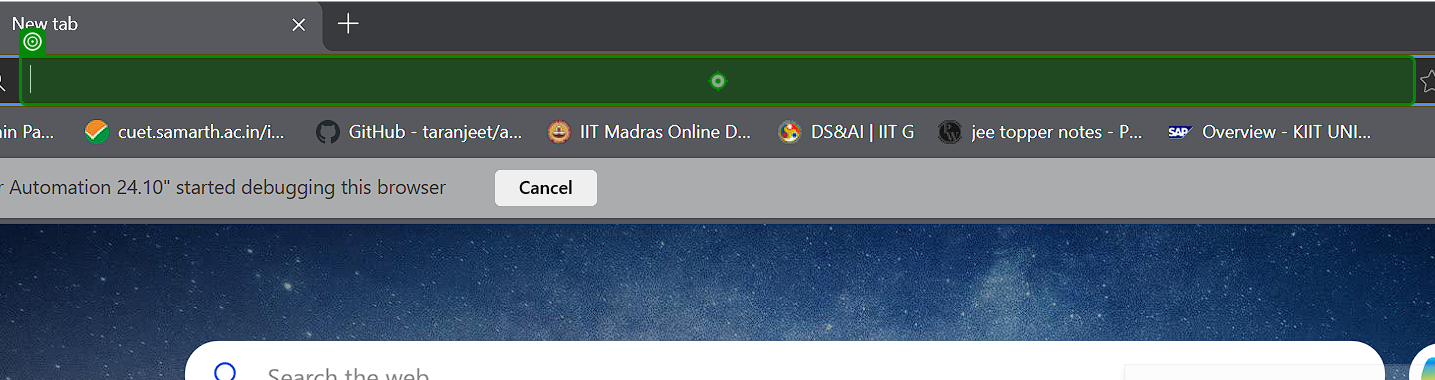 New tab
in Pa...
cuet.samarth.ac.in/i...
GitHub - taranjeet/a...
IIT Madras Online D...
DS&AI | IIT G
jee topper notes - P...
SAP
Overview - KIIT UNI...
r Automation 24.10" started debugging this browser
Cancel
Search the web